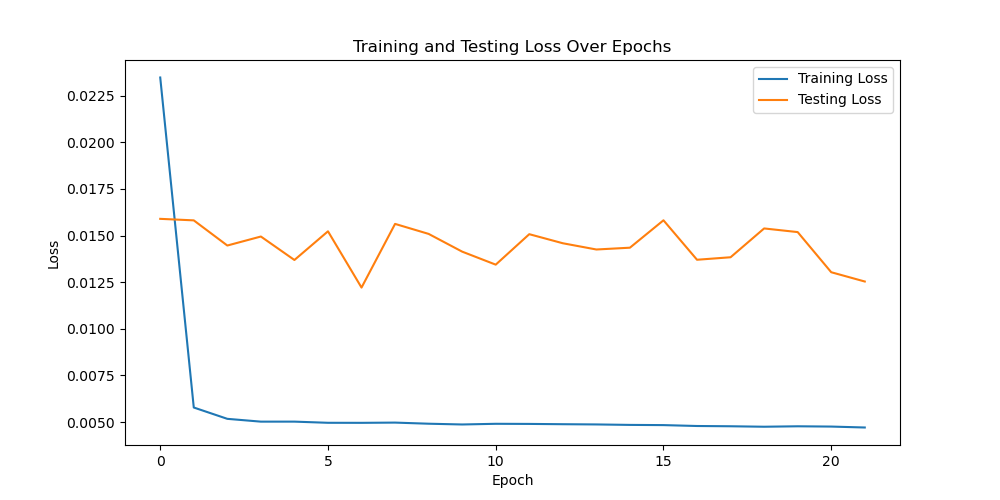 Training and Testing Loss Over Epochs
Training Loss
Testing Loss
0.0225
0.0200
0.0175
0.0150
0.0125
0.0100
0.0075
0.0050
Loss
0
5
10
15
20
Epoch